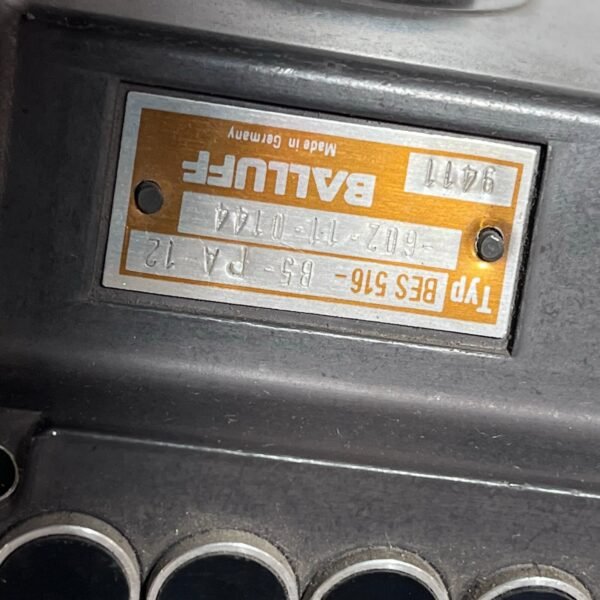 Typ BES 516- B5-PA 12
-602-11-0144
9411 BALLUFF
Made in Germany